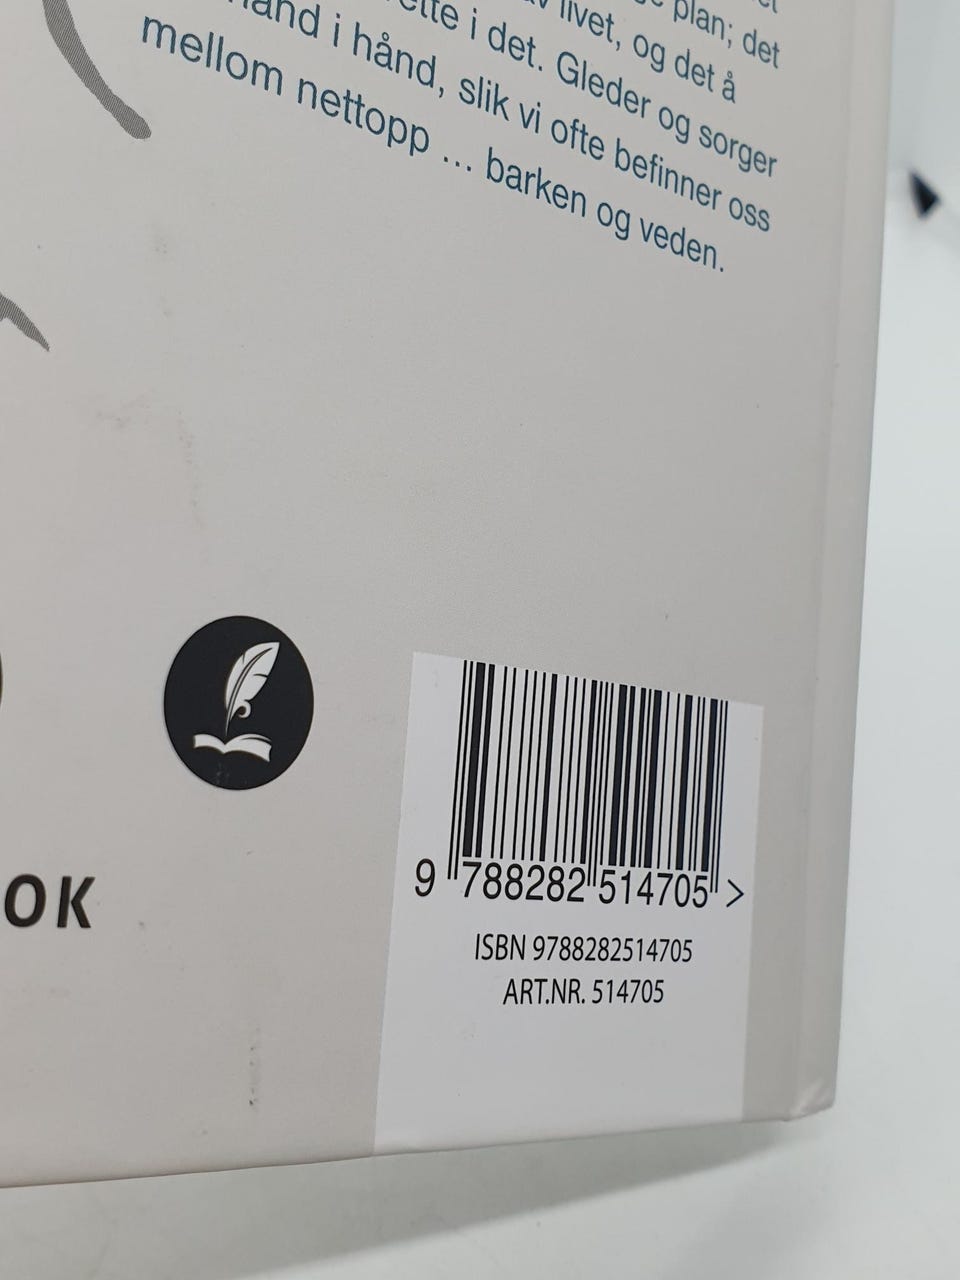 plan; det
livet, og det å
i det. Gleder og sorger
hånd i hånd, slik vi ofte befinner oss
mellom nettopp ... barken og veden.
OK
9 788282 514705 >
ISBN 9788282514705
ART.NR. 514705